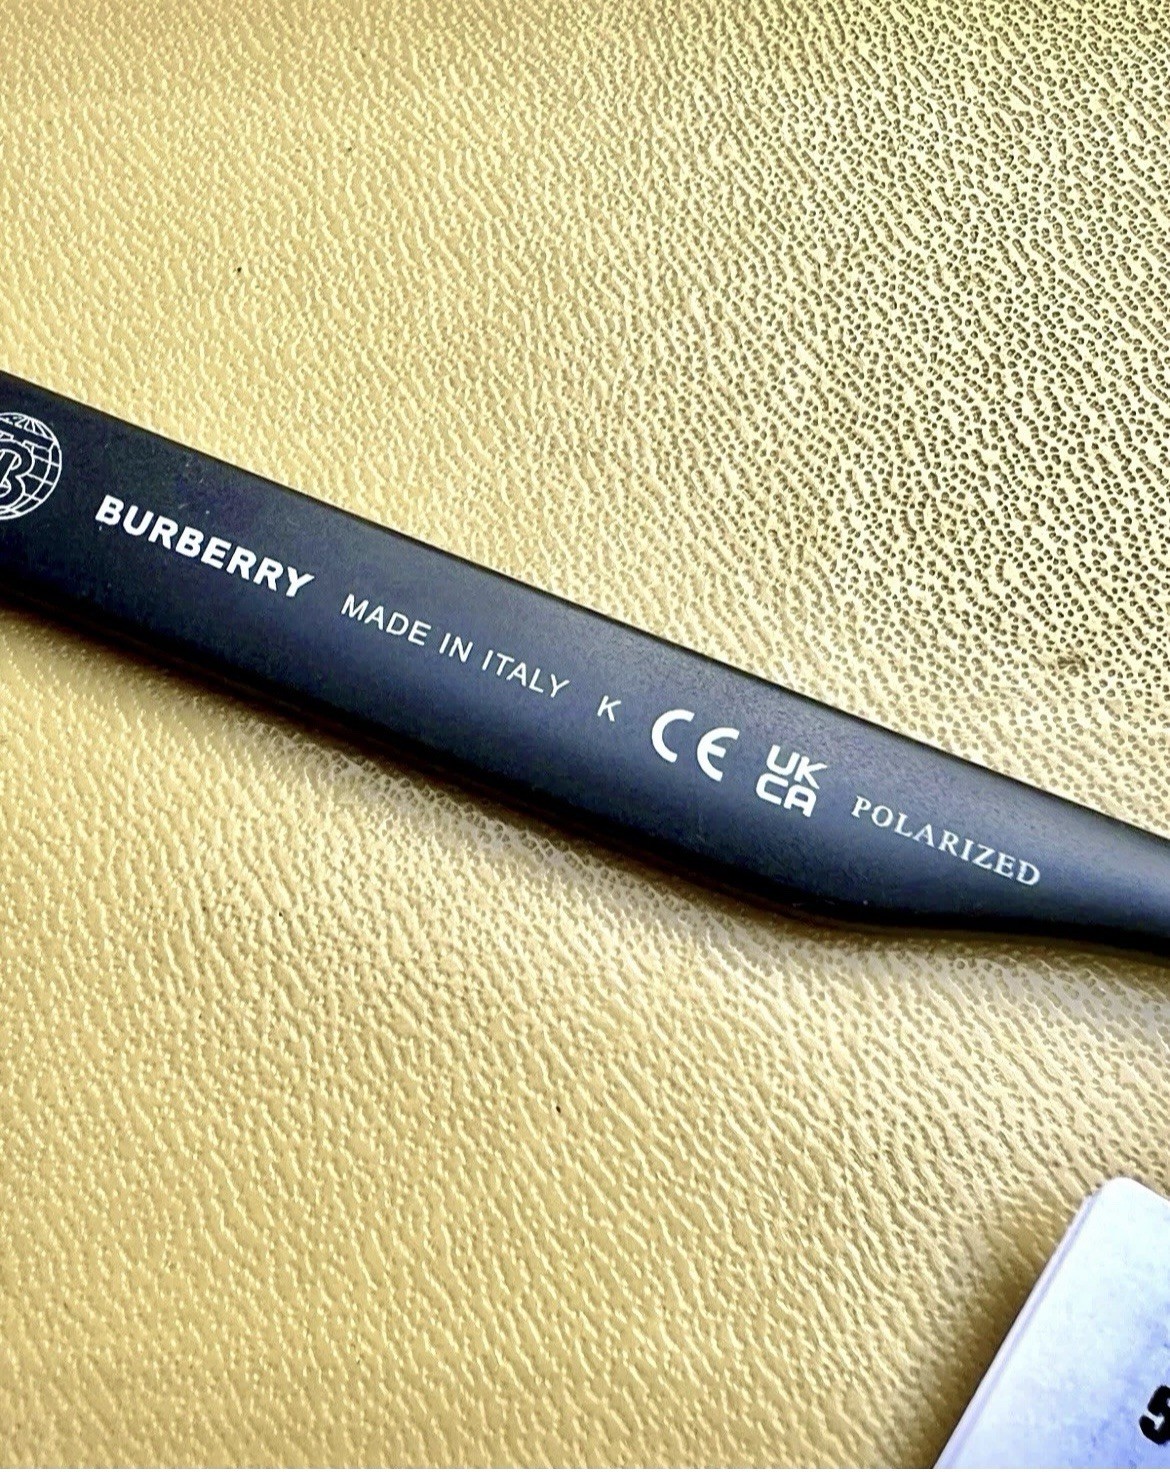 B
BURBERRY MADE IN ITALY K CE UK CA POLARIZED